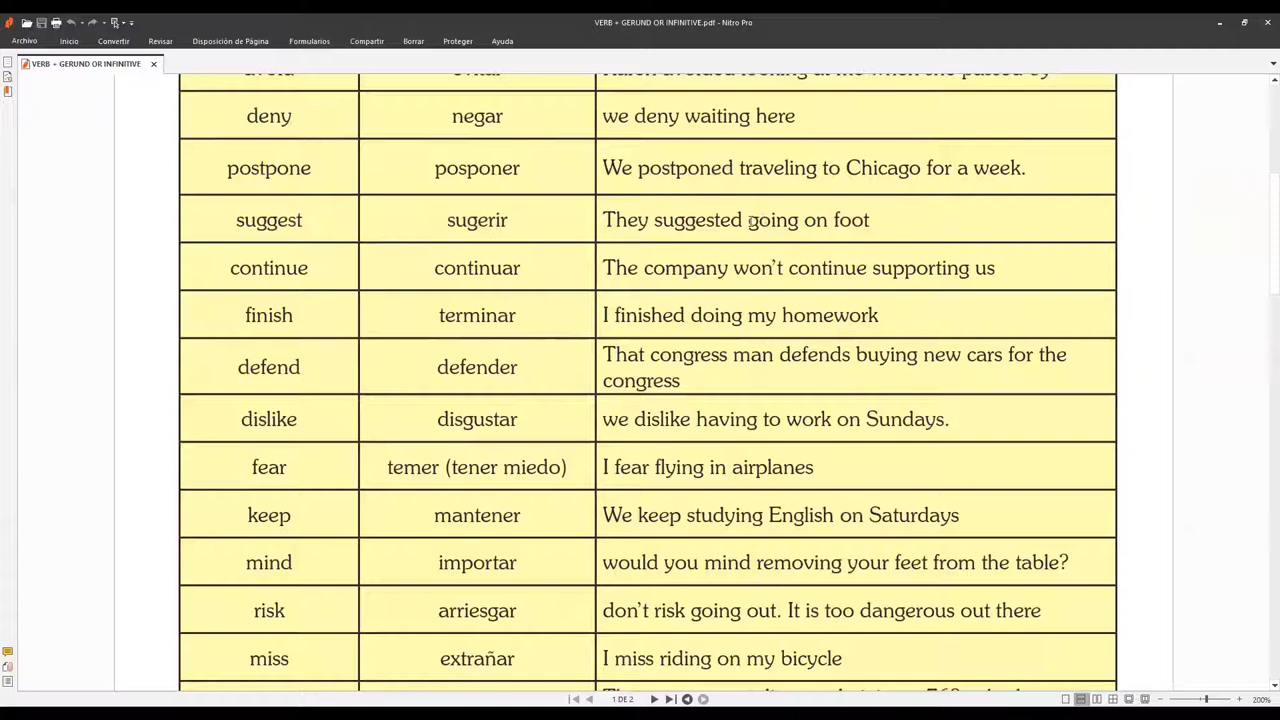 VERB + GERUND OR INFINITIVE.pdf - Nitro Pro
Archivo Inicio Convertir Revisar Disposición de Página Formularios Compartir Borrar Proteger Ayuda
VERB + GERUND OR INFINITIVE
deny negar we deny waiting here
postpone posponer We postponed traveling to Chicago for a week.
suggest sugerir They suggested going on foot
continue continuar The company won't continue supporting us
finish terminar I finished doing my homework
defend defender That congress man defends buying new cars for the
congress
dislike disgustar we dislike having to work on Sundays.
fear temer (tener miedo) I fear flying in airplanes
keep mantener We keep studying English on Saturdays
mind importar would you mind removing your feet from the table?
risk arriesgar don't risk going out. It is too dangerous out there
miss extrañar I miss riding on my bicycle
1 DE 2
200%